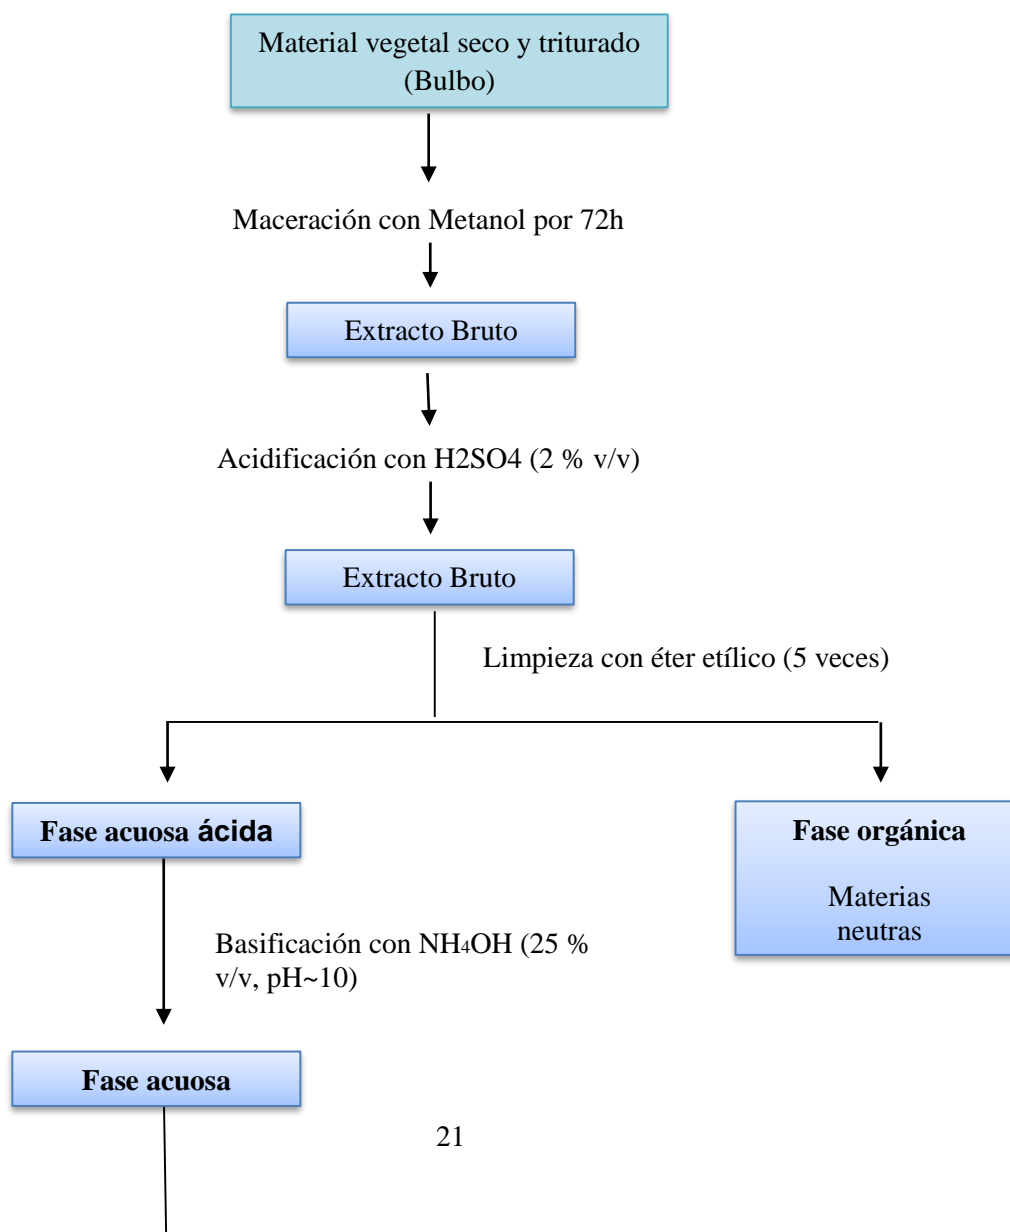 Material vegetal seco y triturado
(Bulbo)
Maceración con Metanol por 72h
Extracto Bruto
Acidificación con H2SO4 (2 % v/v)
Extracto Bruto
Limpieza con éter etílico (5 veces)
Fase acuosa ácida
Fase orgánica
Materias
neutras
Basificación con NH₄OH (25 %
v/v, pH~10)
Fase acuosa
21